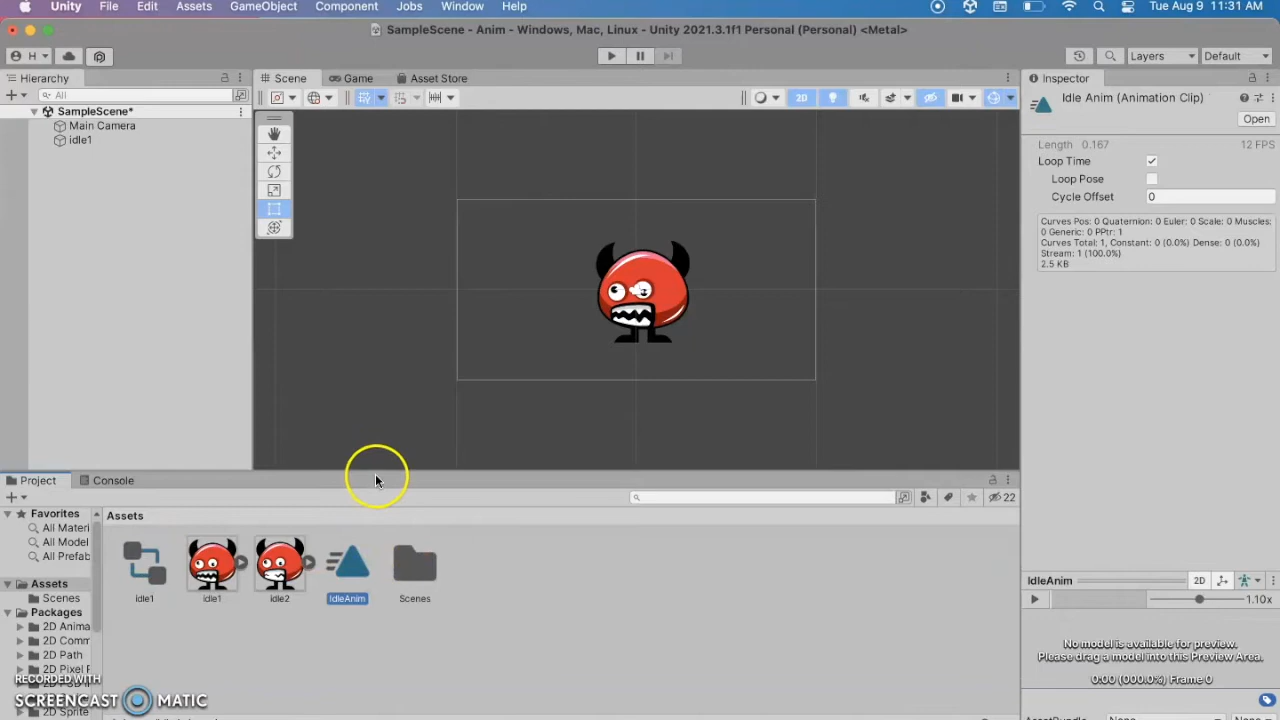 Unity File Edit Assets GameObject Component Jobs Window Help Tue Aug 9 11:31 AM
SampleScene - Anim - Windows, Mac, Linux - Unity 2021.3.1f1 Personal (Personal) <Metal>
H Layers Default
Hierarchy Scene Game Asset Store Inspector
All 2D Idle Anim (Animation Clip)
Open
SampleScene*
Main Camera
idle1
Length 0.167 12 FPS
Loop Time
Loop Pose
Cycle Offset 0
Curves Pos: 0 Quaternion: 0 Euler: 0 Scale: 0 Muscles:
0 Generic: 0 PPtr: 1
Curves Total: 1, Constant: 0 (0.0%) Dense: 0 (0.0%)
Stream: 1 (100.0%)
2.5 KB
Project Console
22
Favorites
All Materi
All Model
All Prefab
Assets
Scenes
Packages
2D Anima
2D Comm
2D Path
2D Pixel P
2D Sprite
Assets
idle1 idle1 idle2 IdleAnim Scenes
IdleAnim 2D
1.10x
No model is available for preview.
Please drag a model into this Preview Area.
0:00 (000.0%) Frame 0
RECORDED WITH
SCREENCAST MATIC